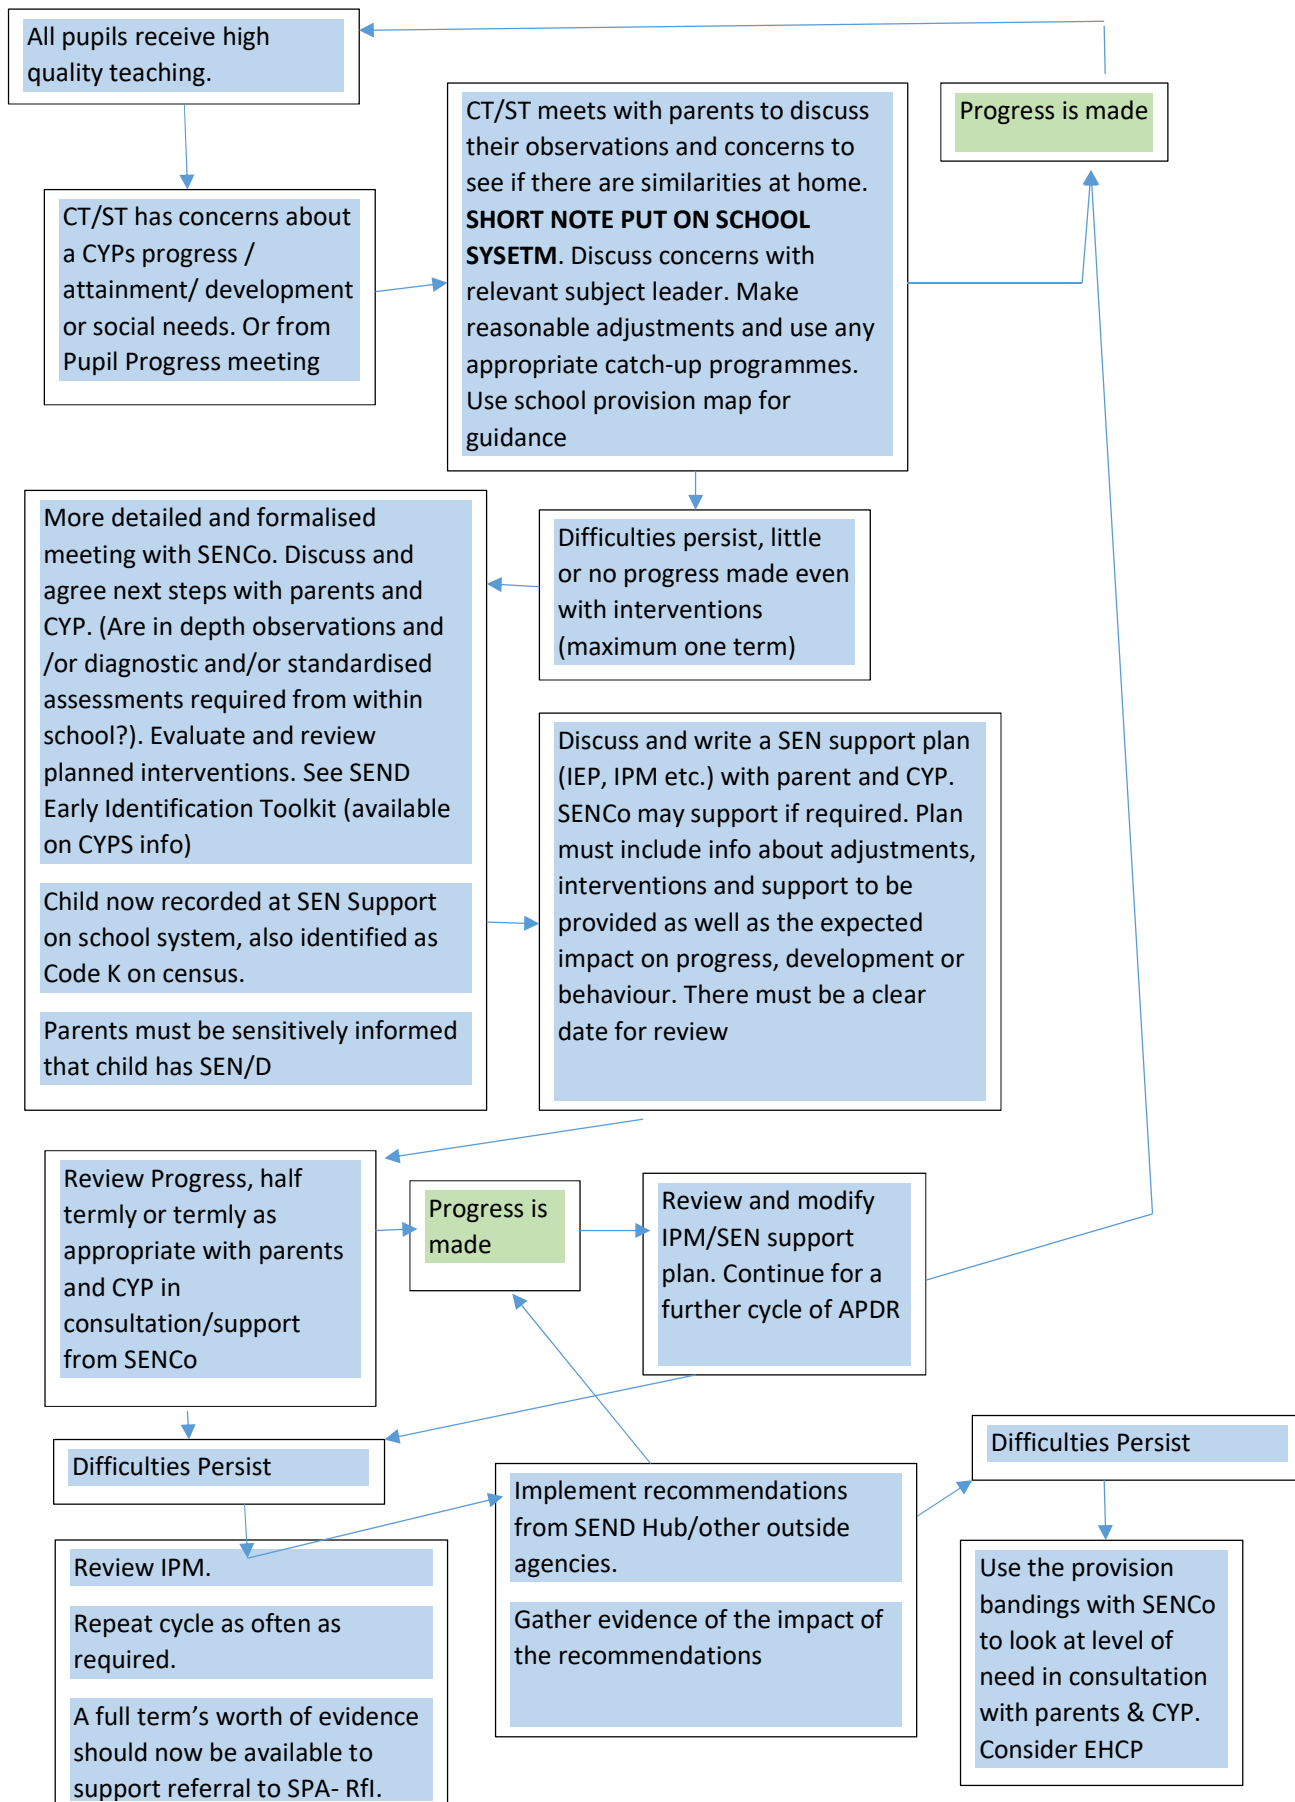 All pupils receive high
quality teaching.
Progress is made
CT/ST meets with parents to discuss
their observations and concerns to
see if there are similarities at home.
SHORT NOTE PUT ON SCHOOL
SYSETM. Discuss concerns with
relevant subject leader. Make
reasonable adjustments and use any
appropriate catch-up programmes.
Use school provision map for
guidance
CT/ST has concerns about
a CYPs progress /
attainment/ development
or social needs. Or from
Pupil Progress meeting
Difficulties persist, little
or no progress made even
with interventions
(maximum one term)
More detailed and formalised
meeting with SENCo. Discuss and
agree next steps with parents and
CYP. (Are in depth observations and
/or diagnostic and/or standardised
assessments required from within
school?). Evaluate and review
planned interventions. See SEND
Early Identification Toolkit (available
on CYPS info)
Child now recorded at SEN Support
on school system, also identified as
Code K on census.
Parents must be sensitively informed
that child has SEN/D
Discuss and write a SEN support plan
(IEP, IPM etc.) with parent and CYP.
SENCo may support if required. Plan
must include info about adjustments,
interventions and support to be
provided as well as the expected
impact on progress, development or
behaviour. There must be a clear
date for review
Review Progress, half
termly or termly as
appropriate with parents
and CYP in
consultation/support
from SENCo
Progress is
made
Review and modify
IPM/SEN support
plan. Continue for a
further cycle of APDR
Difficulties Persist
Review IPM.
Repeat cycle as often as
required.
A full term’s worth of evidence
should now be available to
support referral to SPA- RfI.
Implement recommendations
from SEND Hub/other outside
agencies.
Gather evidence of the impact of
the recommendations
Difficulties Persist
Use the provision
bandings with SENCo
to look at level of
need in consultation
with parents & CYP.
Consider EHCP